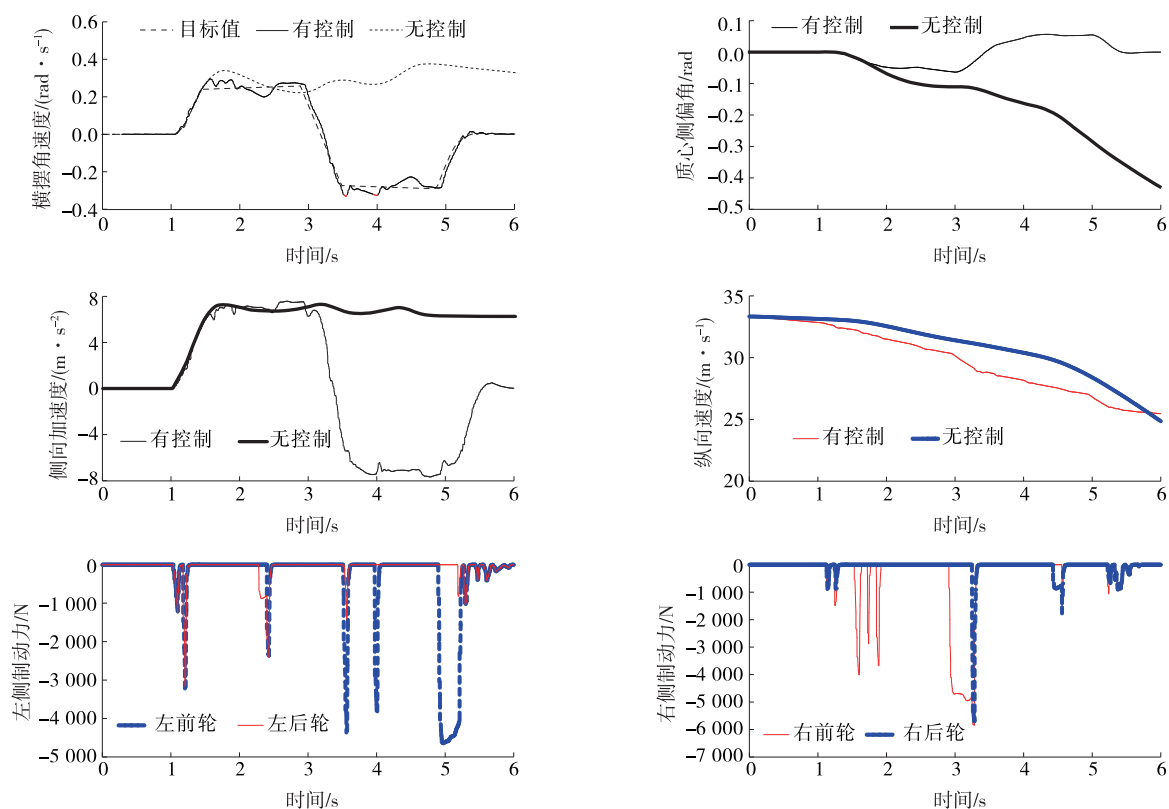 0.6
0.4
0.2
0.0
−0.2
−0.4
横摆角速度/(rad・s⁻¹)
目标值 有控制 无控制
0 1 2 3 4 5 6
时间/s
0.1
0.0
−0.1
−0.2
−0.3
−0.4
−0.5
质心侧偏角/rad
有控制 无控制
0 1 2 3 4 5 6
时间/s
8
4
0
−4
−8
侧向加速度/(m・s⁻²)
有控制 无控制
0 1 2 3 4 5 6
时间/s
35
30
25
20
纵向速度/(m・s⁻¹)
有控制 无控制
0 1 2 3 4 5 6
时间/s
0
−1 000
−2 000
−3 000
−4 000
−5 000
左侧制动力/N
左前轮 左后轮
0 1 2 3 4 5 6
时间/s
0
−1 000
−2 000
−3 000
−4 000
−5 000
−6 000
−7 000
右侧制动力/N
右前轮 右后轮
0 1 2 3 4 5 6
时间/s